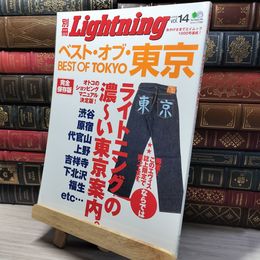 別冊
Lightning
VOL.14
ベスト・オブ・東京
BEST OF TOKYO
完全
保存版
オトコの
ショッピング
マニュアル
決定版!
ライトニングの
濃〜い東京案内。
渋谷
原宿
代官山
上野
吉祥寺
下北沢
福生
etc…
東京